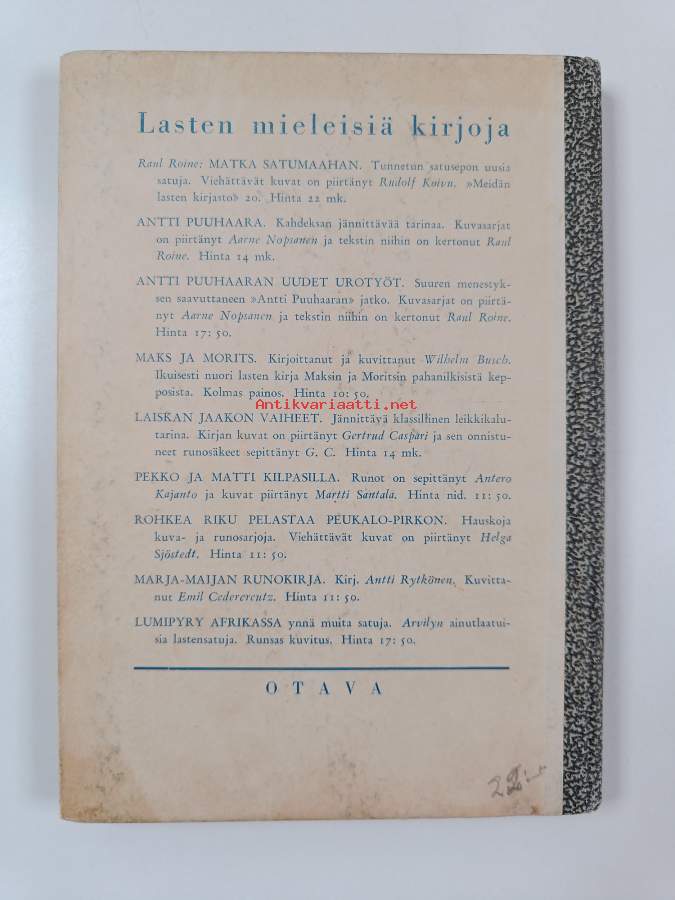 Lasten mieleisiä kirjoja
Raul Roine: MATKA SATUMAAHAN. Tunnetun satusepon uusia
satuja. Viehättävät kuvat on piirtänyt Rudolf Koivu. »Meidän
lasten kirjasto» 20. Hinta 22 mk.
ANTTI PUUHAARA. Kahdeksan jännittävää tarinaa. Kuvasarjat
on piirtänyt Aarne Nopsanen ja tekstin niihin on kertonut Raul
Roine. Hinta 14 mk.
ANTTI PUUHAARAN UUDET UROTYÖT. Suuren menestyk-
sen saavuttaneen »Antti Puuhaaran» jatko. Kuvasarjat on piirtä-
nyt Aarne Nopsanen ja tekstin niihin on kertonut Raul Roine.
Hinta 17: 50.
MAKS JA MORITS. Kirjoittanut ja kuvittanut Wilhelm Busch.
Ikuisesti nuori lasten kirja Maksin ja Moritsin pahanilkisistä kep-
posista. Kolmas painos. Hinta 10: 50.
Antikvariaatti.net
LAISKAN JAAKON VAIHEET. Jännittävä klassillinen leikkikalu-
tarina. Kirjan kuvat on piirtänyt Gertrud Caspari ja sen onnistu-
neet runosäkeet sepittänyt G. C. Hinta 14 mk.
PEKKO JA MATTI KILPASILLA. Runot on sepittänyt Antero
Kajanto ja kuvat piirtänyt Martti Santala. Hinta nid. 11: 50.
ROHKEA RIKU PELASTAA PEUKALO-PIRKON. Hauskoja
kuva- ja runosarjoja. Viehättävät kuvat on piirtänyt Helga
Sjöstedt. Hinta 11: 50.
MARJA-MAIJAN RUNOKIRJA. Kirj. Antti Rytkönen. Kuvitta-
nut Emil Cedercreutz. Hinta 11: 50.
LUMIPYRY AFRIKASSA ynnä muita satuja. Arvilyn ainutlaatui-
sia lastensatuja. Runsas kuvitus. Hinta 17: 50.
OTAVA